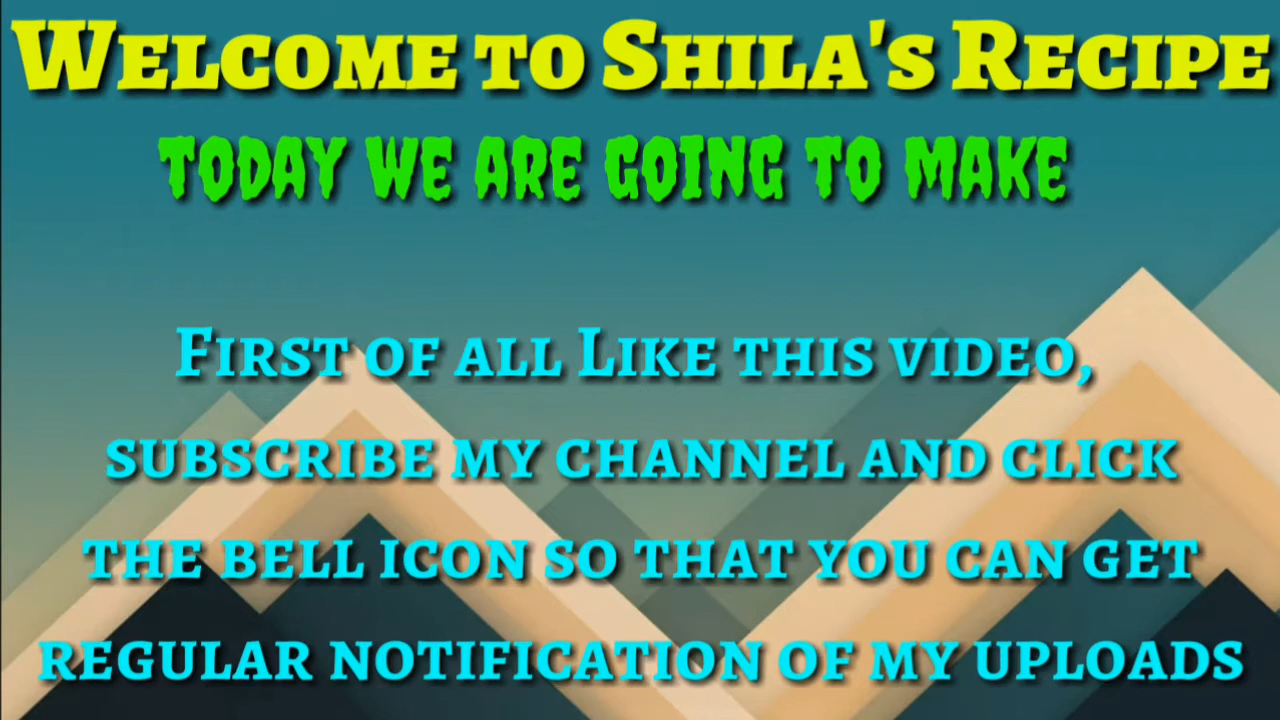 Welcome to Shila's Recipe
TODAY WE ARE GOING TO MAKE
First of all Like this video,
subscribe my channel and click
the bell icon so that you can get
regular notification of my uploads